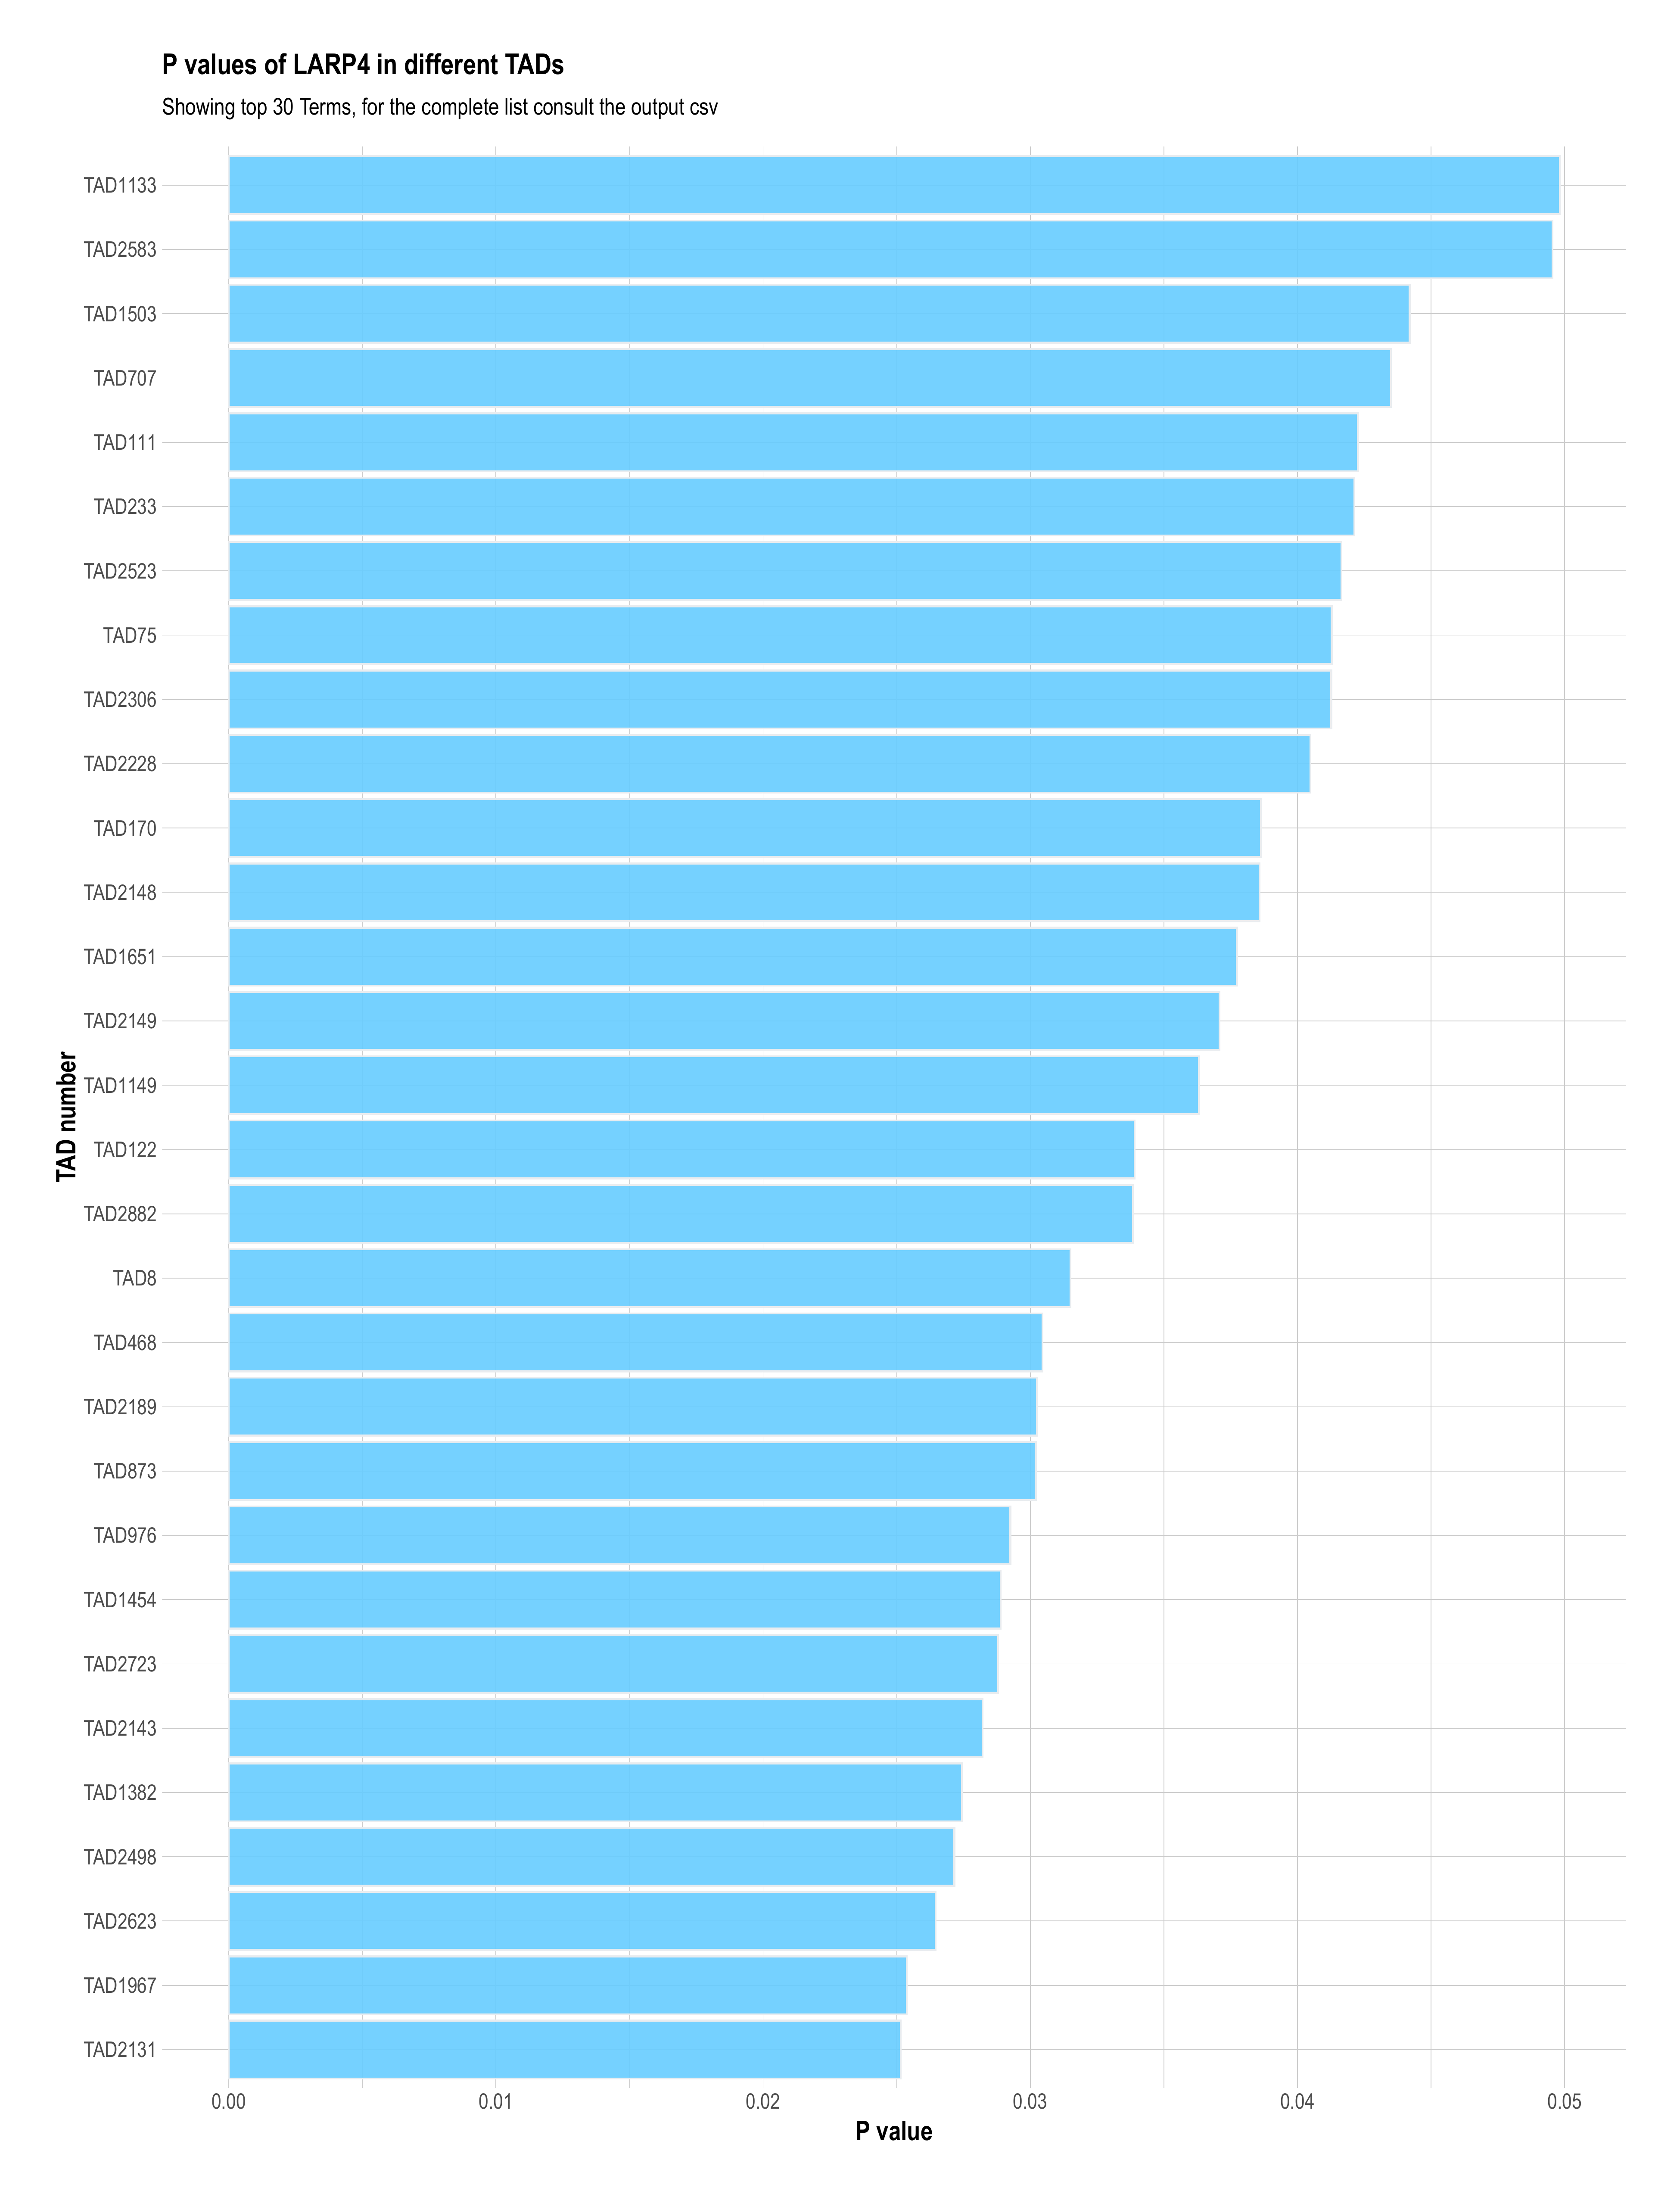 P values of LARP4 in different TADs
Showing top 30 Terms, for the complete list consult the output csv
TAD number
TAD1133
TAD2583
TAD1503
TAD707
TAD111
TAD233
TAD2523
TAD75
TAD2306
TAD2228
TAD170
TAD2148
TAD1651
TAD2149
TAD1149
TAD122
TAD2882
TAD8
TAD468
TAD2189
TAD873
TAD976
TAD1454
TAD2723
TAD2143
TAD1382
TAD2498
TAD2623
TAD1967
TAD2131
0.00 0.01 0.02 0.03 0.04 0.05
P value